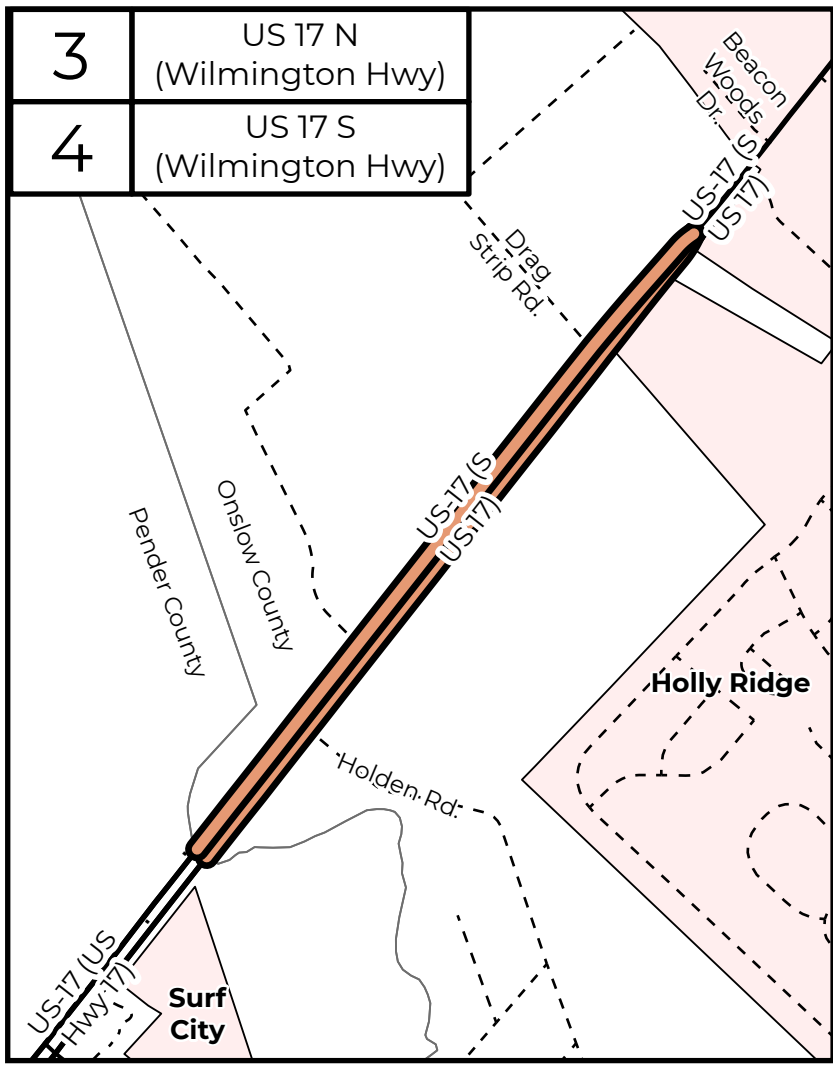 3
US 17 N
(Wilmington Hwy)
4
US 17 S
(Wilmington Hwy)
Beacon
Woods
Dr.
US-17 (S
US 17)
Drag
Strip Rd.
US-17 (S
US 17)
Onslow County
Pender County
Holly Ridge
Holden Rd.
US-17 (US
Hwy 17)
Surf
City